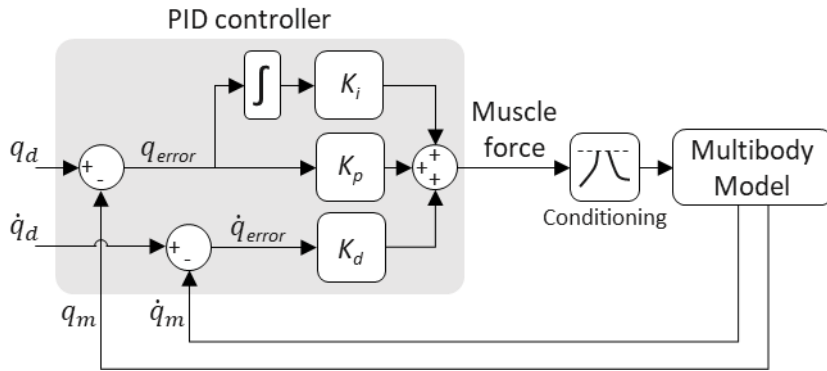 PID controller
∫
K_i
Muscle
force
q_d
+
-
q_error
K_p
+
+
+
Multibody
Model
Conditioning
q̇_d
+
-
q̇_error
K_d
q_m
q̇_m